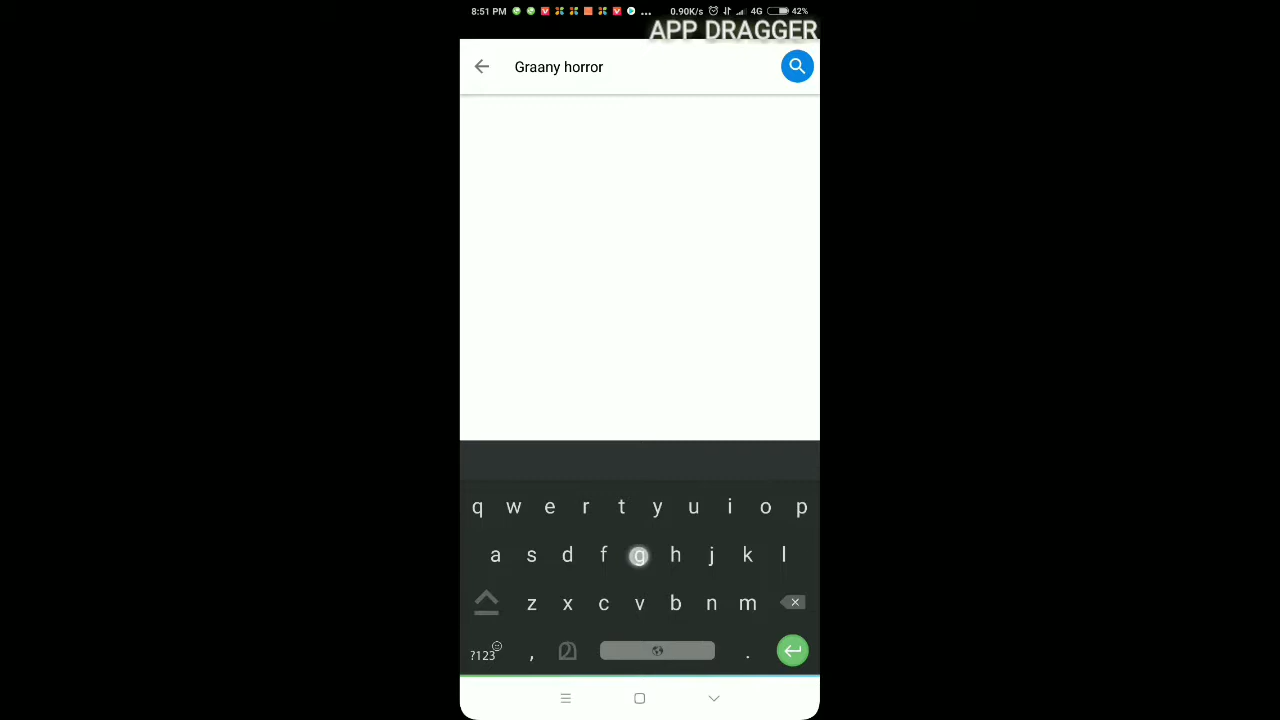 8:51 PM ... 0.90K/s 4G 42%
APP DRAGGER
Graany horror
q w e r t y u i o p
a s d f g h j k l
z x c v b n m
?123 , മ .